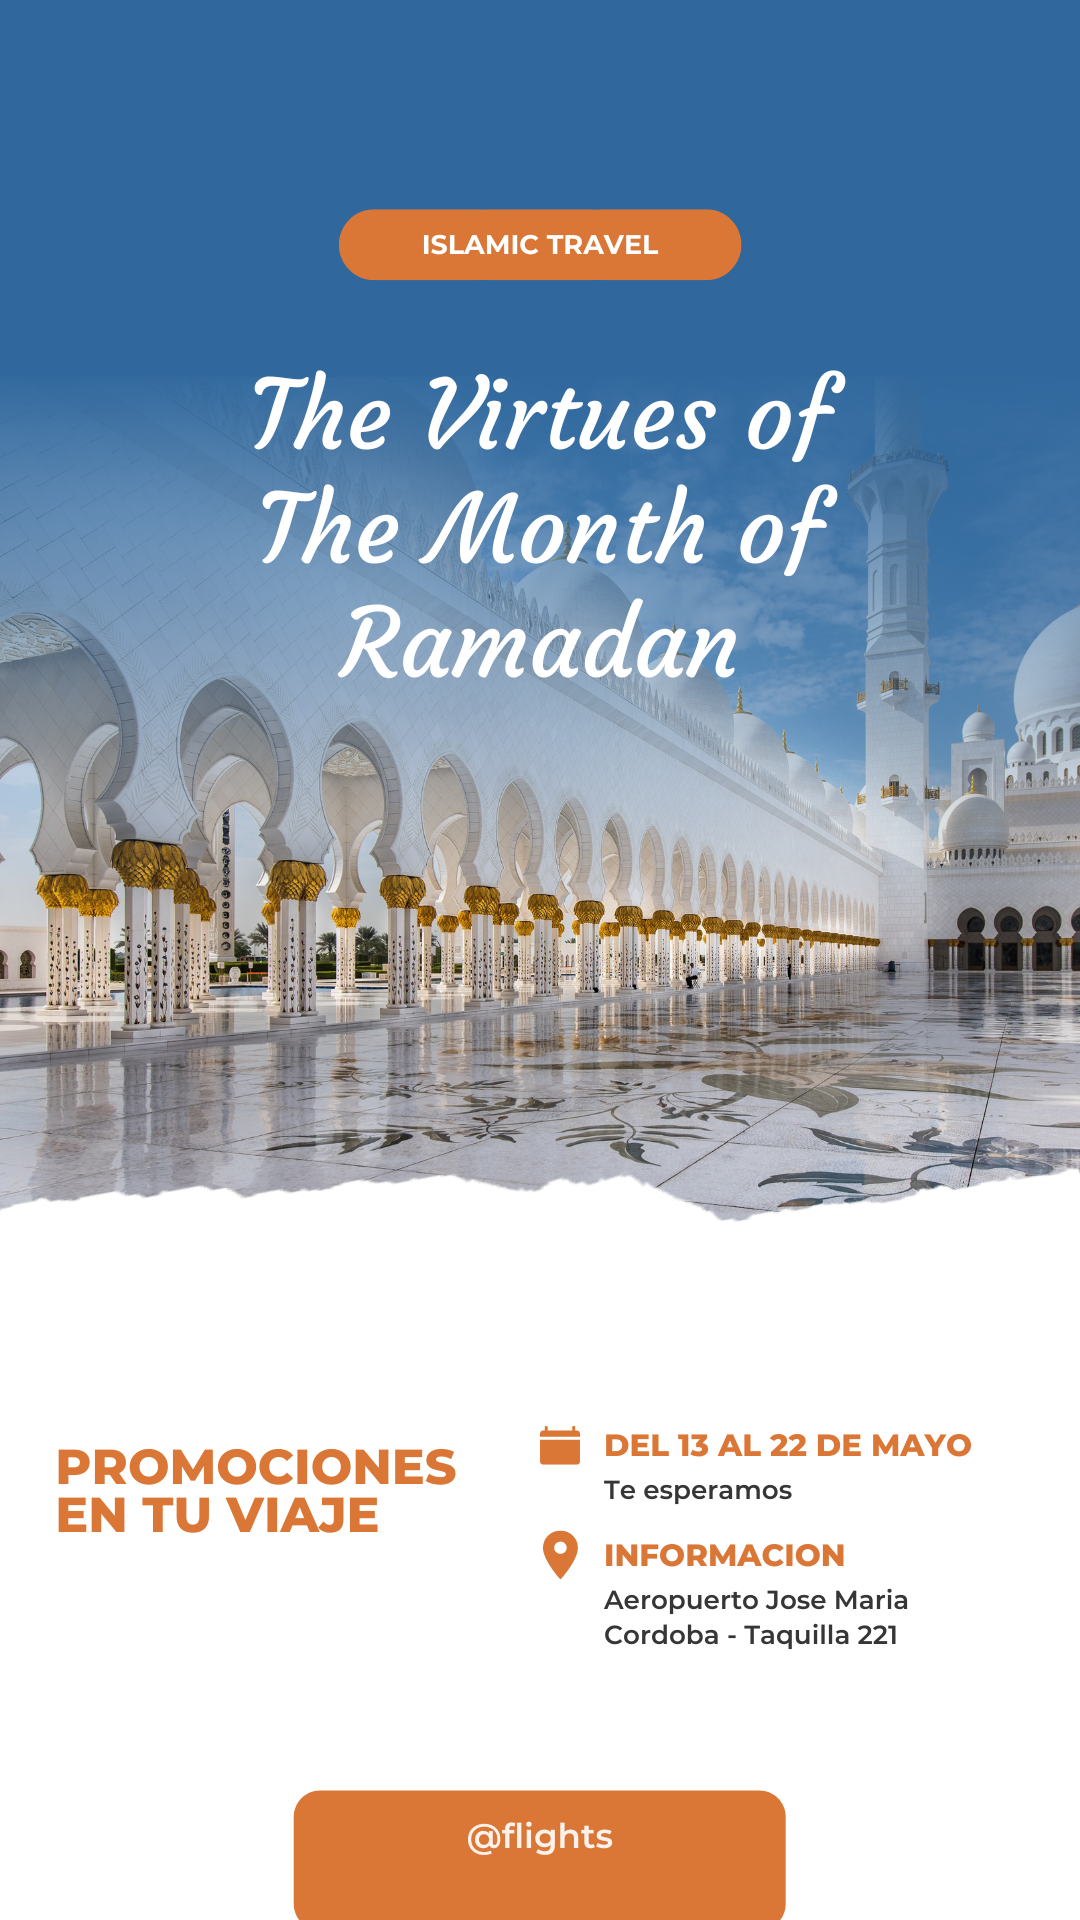 ISLAMIC TRAVEL
The Virtues of
The Month of
Ramadan
PROMOCIONES
EN TU VIAJE
DEL 13 AL 22 DE MAYO
Te esperamos
INFORMACION
Aeropuerto Jose Maria
Cordoba - Taquilla 221
@flights